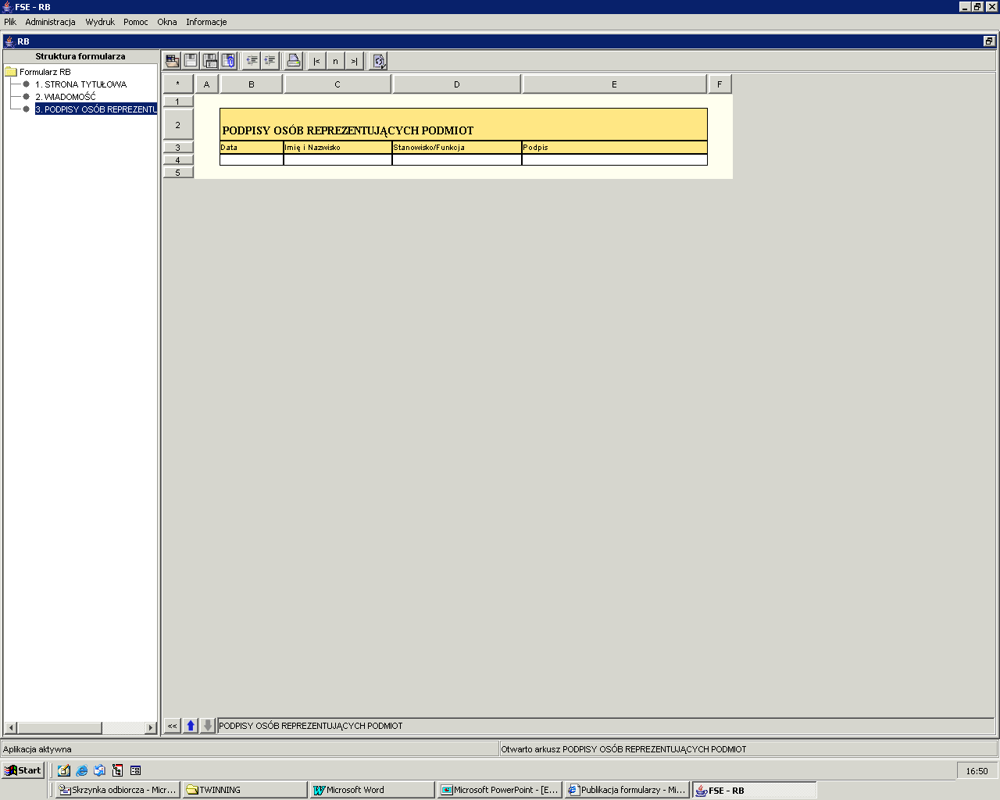 FSE - RB
Plik Administracja Wydruk Pomoc Okna Informacje
RB
Struktura formularza
Formularz RB
1. STRONA TYTUŁOWA
2. WIADOMOŚĆ
3. PODPISY OSÓB REPREZENTU
|< n >|
* A B C D E F
1
2 PODPISY OSÓB REPREZENTUJĄCYCH PODMIOT
3 Data Imię i Nazwisko Stanowisko/Funkcja Podpis
4
5
<< PODPISY OSÓB REPREZENTUJĄCYCH PODMIOT
Aplikacja aktywna Otwarto arkusz PODPISY OSÓB REPREZENTUJĄCYCH PODMIOT
Start 16:50
Skrzynka odbiorcza - Micr... TWINNING Microsoft Word Microsoft PowerPoint - [E... Publikacja formularzy - Mi... FSE - RB